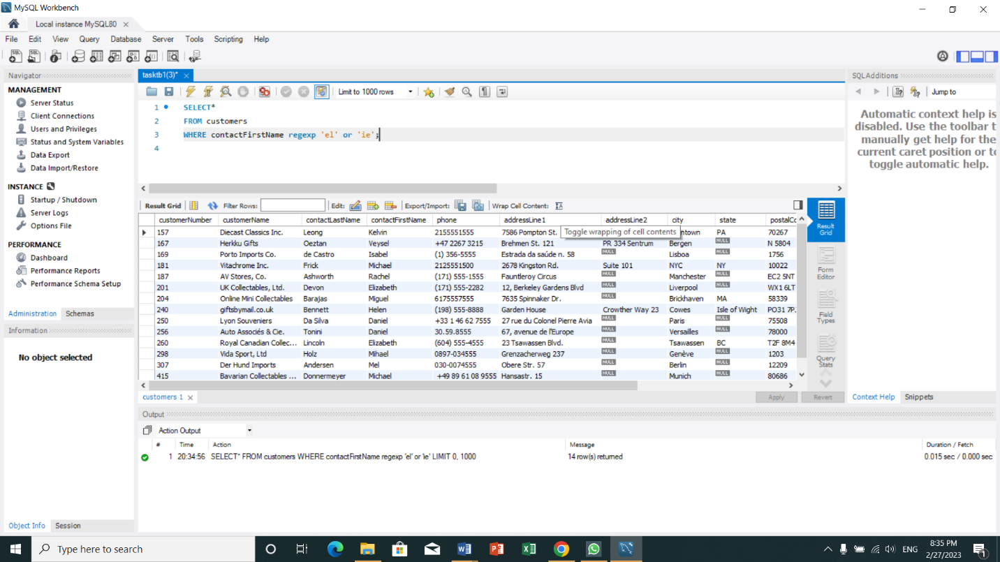 MySQL Workbench
Local instance MySQL80
File Edit View Query Database Server Tools Scripting Help
Navigator
MANAGEMENT
Server Status
Client Connections
Users and Privileges
Status and System Variables
Data Export
Data Import/Restore
INSTANCE
Startup / Shutdown
Server Logs
Options File
PERFORMANCE
Dashboard
Performance Reports
Performance Schema Setup
Administration Schemas
Information
No object selected
Object Info Session
tasktb1(3)*
Limit to 1000 rows
1 SELECT*
2 FROM customers
3 WHERE contactFirstName regexp 'el' or 'ie';
4
Result Grid Filter Rows: Edit: Export/Import: Wrap Cell Content:
customerNumber customerName contactLastName contactFirstName phone addressLine1 addressLine2 city state postalCo
157 Diecast Classics Inc. Leong Kelvin 2155551555 7586 Pompton St. ntown PA 70267
Toggle wrapping of cell contents
167 Herkku Gifts Oeztan Veysel +47 2267 3215 Brehmen St. 121 PR 334 Sentrum Bergen NULL N 5804
169 Porto Imports Co. de Castro Isabel (1) 356-5555 Estrada da saúde n. 58 NULL Lisboa NULL 1756
181 Vitachrome Inc. Frick Michael 2125551500 2678 Kingston Rd. Suite 101 NYC NY 10022
187 AV Stores, Co. Ashworth Rachel (171) 555-1555 Fauntleroy Circus NULL Manchester NULL EC2 5NT
201 UK Collectables, Ltd. Devon Elizabeth (171) 555-2282 12, Berkeley Gardens Blvd NULL Liverpool NULL WX1 6LT
204 Online Mini Collectables Barajas Miguel 6175557555 7635 Spinnaker Dr. NULL Brickhaven MA 58339
240 giftsbymail.co.uk Bennett Helen (198) 555-8888 Garden House Crowther Way 23 Cowes Isle of Wight PO31 7PJ
250 Lyon Souveniers Da Silva Daniel +33 1 46 62 7555 27 rue du Colonel Pierre Avia NULL Paris NULL 75508
256 Auto Associés & Cie. Tonini Daniel 30.59.8555 67, avenue de l'Europe NULL Versailles NULL 78000
260 Royal Canadian Collec... Lincoln Elizabeth (604) 555-4555 23 Tsawassen Blvd. NULL Tsawassen BC T2F 8M4
298 Vida Sport, Ltd Holz Mihael 0897-034555 Grenzacherweg 237 NULL Genève NULL 1203
307 Der Hund Imports Andersen Mel 030-0074555 Obere Str. 57 NULL Berlin NULL 12209
415 Bavarian Collectables ... Donnermeyer Michael +49 89 61 08 9555 Hansastr. 15 NULL Munich NULL 80686
Result Grid
Form Editor
Field Types
Query Stats
customers 1 Apply Revert
SQLAdditions
Jump to
Automatic context help is
disabled. Use the toolbar t
manually get help for the
current caret position or to
toggle automatic help.
Context Help Snippets
Output
Action Output
# Time Action Message Duration / Fetch
1 20:34:56 SELECT* FROM customers WHERE contactFirstName regexp 'el' or 'ie' LIMIT 0, 1000 14 row(s) returned 0.015 sec / 0.000 sec
Type here to search
ENG
8:35 PM
2/27/2023
1